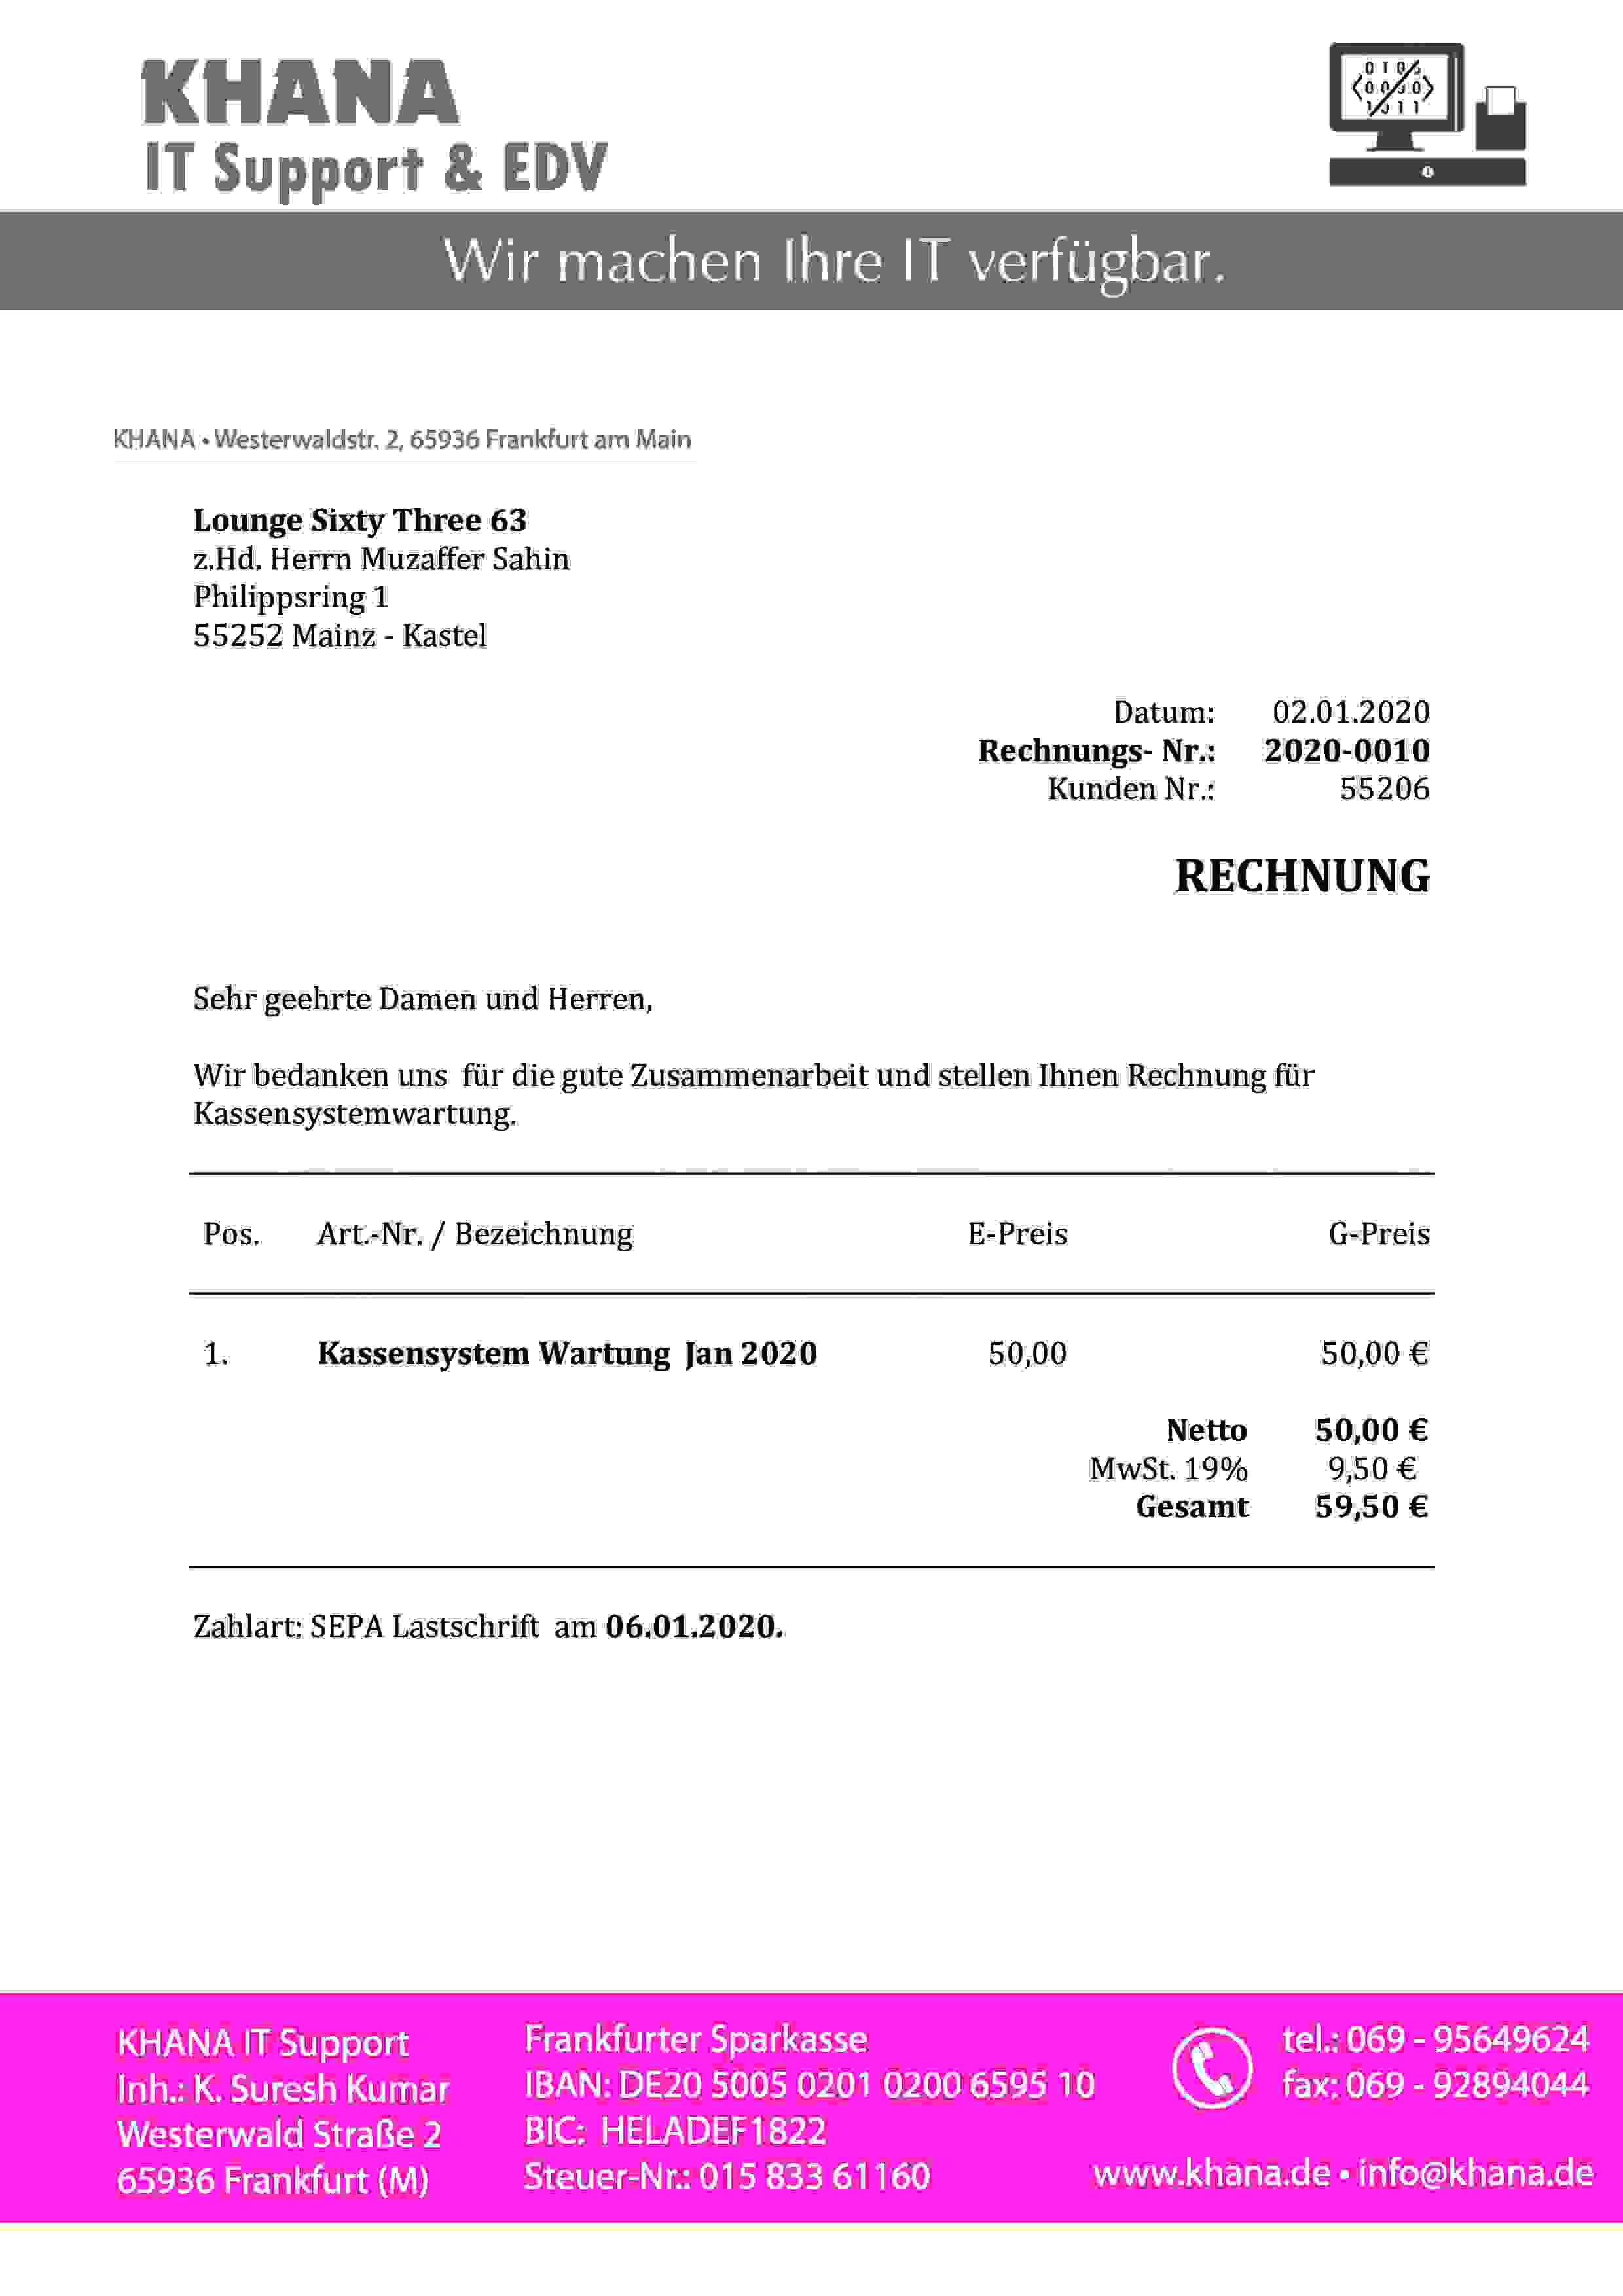 KHANA
IT Support & EDV
Wir machen Ihre IT verfügbar.
KHANA • Westerwaldstr. 2, 65936 Frankfurt am Main
Lounge Sixty Three 63
z.Hd. Herrn Muzaffer Sahin
Philippsring 1
55252 Mainz - Kastel
Datum: 02.01.2020
Rechnungs- Nr.: 2020-0010
Kunden Nr.: 55206
RECHNUNG
Sehr geehrte Damen und Herren,
Wir bedanken uns für die gute Zusammenarbeit und stellen Ihnen Rechnung für
Kassensystemwartung.
Pos. Art.-Nr. / Bezeichnung E-Preis G-Preis
1. Kassensystem Wartung Jan 2020 50,00 50,00 €
Netto 50,00 €
MwSt. 19% 9,50 €
Gesamt 59,50 €
Zahlart: SEPA Lastschrift am 06.01.2020.
KHANA IT Support
Inh.: K. Suresh Kumar
Westerwald Straße 2
65936 Frankfurt (M)
Frankfurter Sparkasse
IBAN: DE20 5005 0201 0200 6595 10
BIC: HELADEF1822
Steuer-Nr.: 015 833 61160
tel.: 069 - 95649624
fax: 069 - 92894044
www.khana.de • info@khana.de